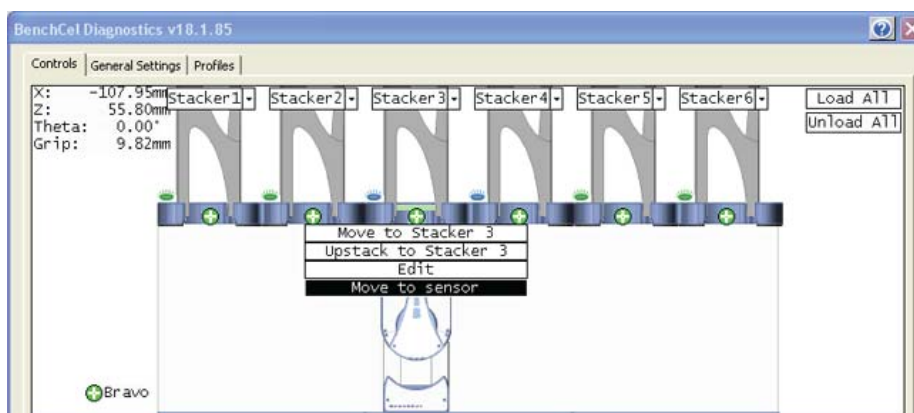 BenchCel Diagnostics v18.1.85
Controls General Settings Profiles
X: -107.95mm
Z: 55.80mm
Theta: 0.00°
Grip: 9.82mm
Stacker1 Stacker2 Stacker3 Stacker4 Stacker5 Stacker6
Load All
Unload All
Move to Stacker 3
Upstack to Stacker 3
Edit
Move to sensor
Bravo